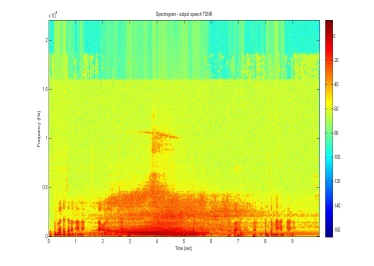 Spectrogram - output speech TSNR
x 10^4
2
1.5
1
0.5
0
Frequency (Hz)
0 1 2 3 4 5 6 7 8 9
Time (sec)
0
-20
-40
-60
-80
-100
-120
-140
-160